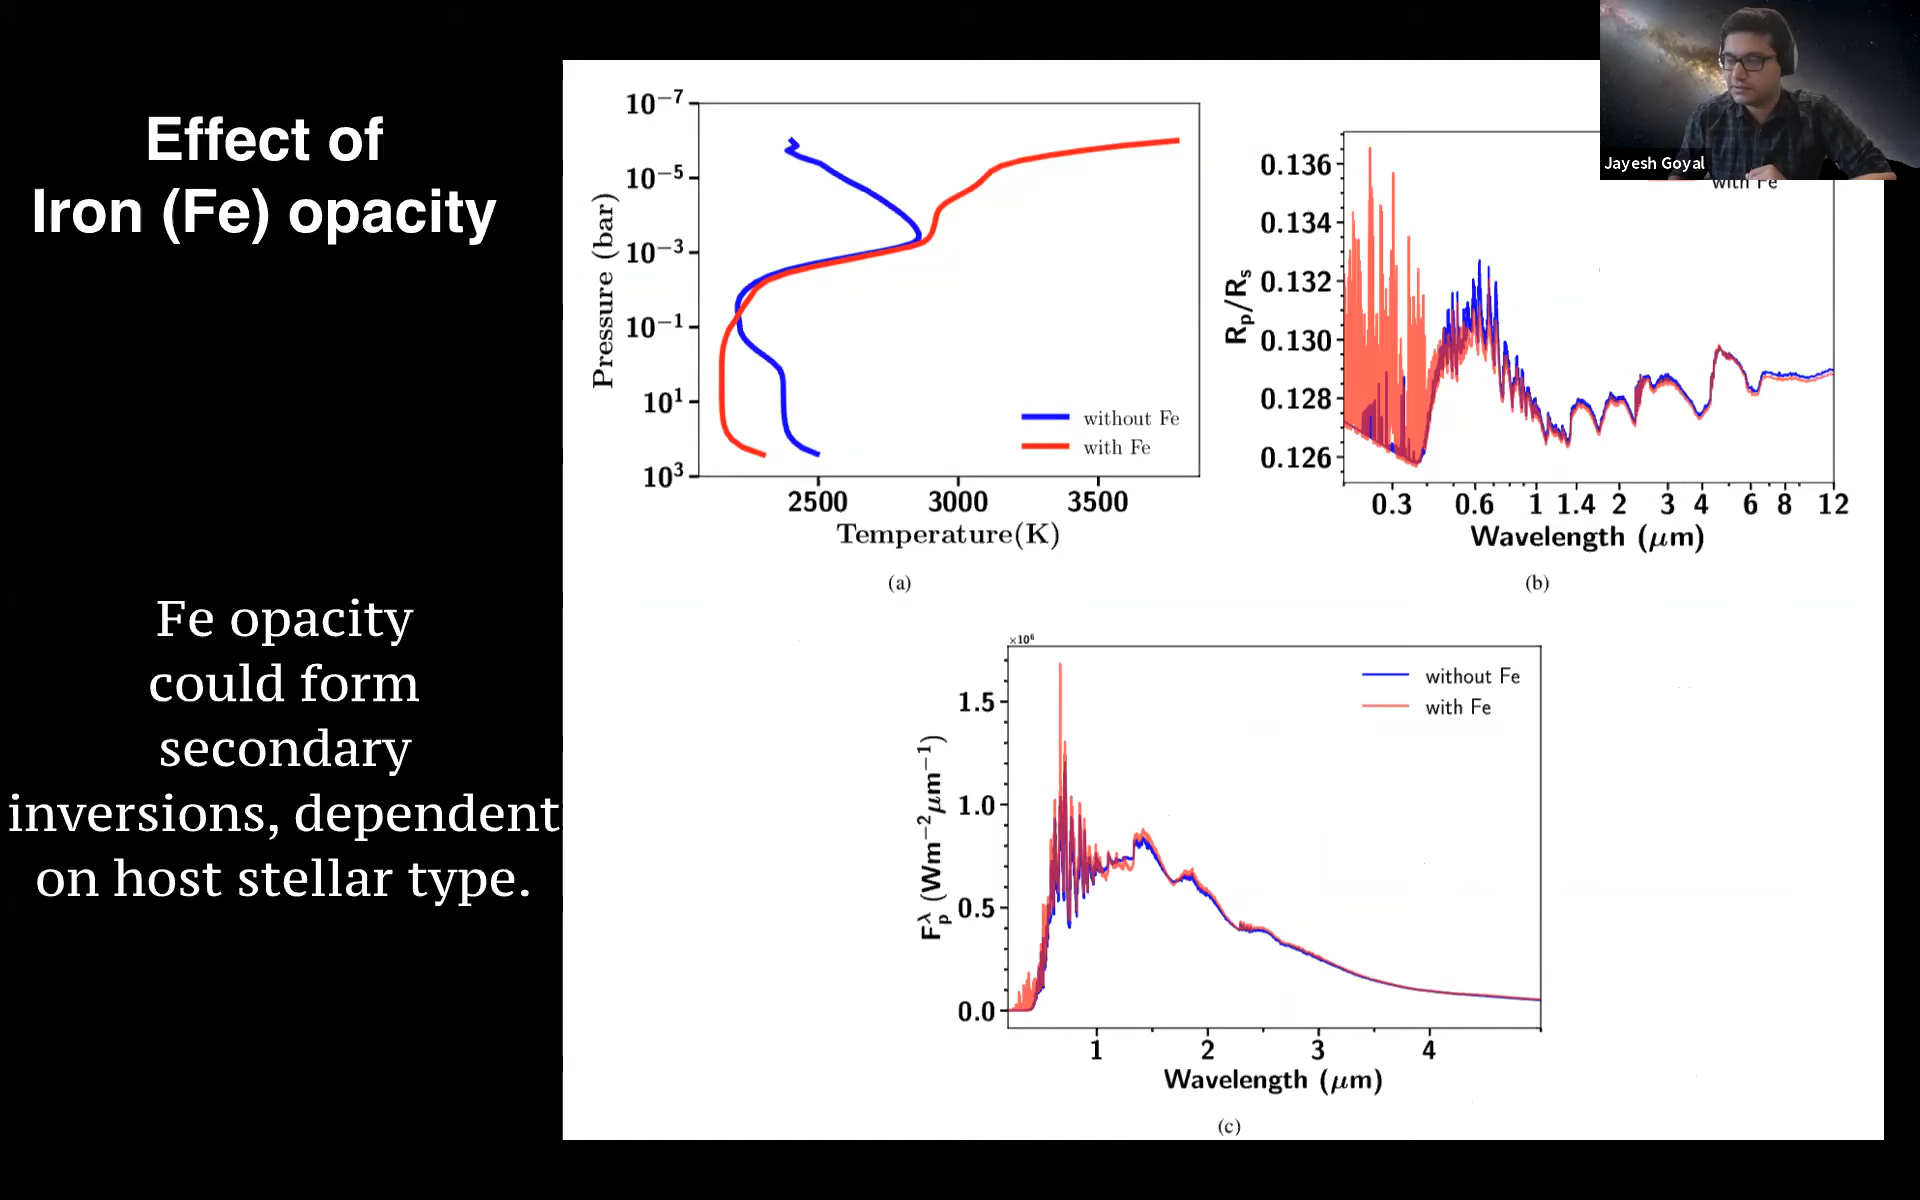 Effect of
Iron (Fe) opacity
Fe opacity
could form
secondary
inversions, dependent
on host stellar type.
10⁻⁷
10⁻⁵
10⁻³
10⁻¹
10¹
10³
Pressure (bar)
2500 3000 3500
Temperature(K)
without Fe
with Fe
(a)
Jayesh Goyal
with Fe
0.136
0.134
0.132
0.130
0.128
0.126
Rp/Rs
0.3 0.6 1 1.4 2 3 4 6 8 12
Wavelength (μm)
(b)
×10⁶
without Fe
with Fe
1.5
1.0
0.5
0.0
Fpλ (Wm⁻²μm⁻¹)
1 2 3 4
Wavelength (μm)
(c)